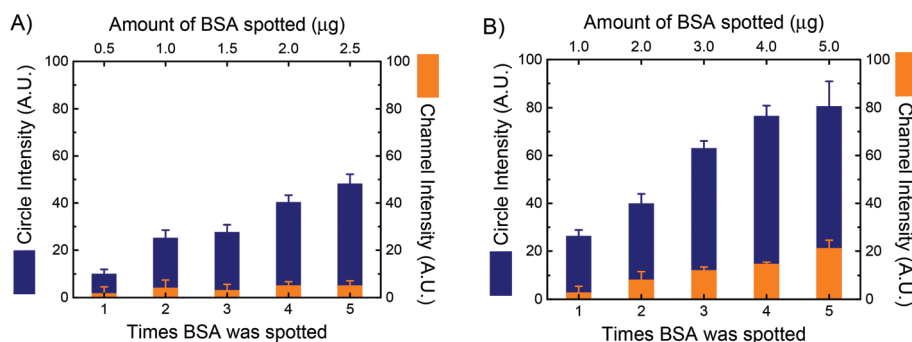 A)
Amount of BSA spotted (μg)
0.5 1.0 1.5 2.0 2.5
Circle Intensity (A.U.)
100
80
60
40
20
0
100
80
60
40
20
0
Channel Intensity (A.U.)
1 2 3 4 5
Times BSA was spotted
B)
Amount of BSA spotted (μg)
1.0 2.0 3.0 4.0 5.0
Circle Intensity (A.U.)
100
80
60
40
20
0
100
80
60
40
20
0
Channel Intensity (A.U.)
1 2 3 4 5
Times BSA was spotted